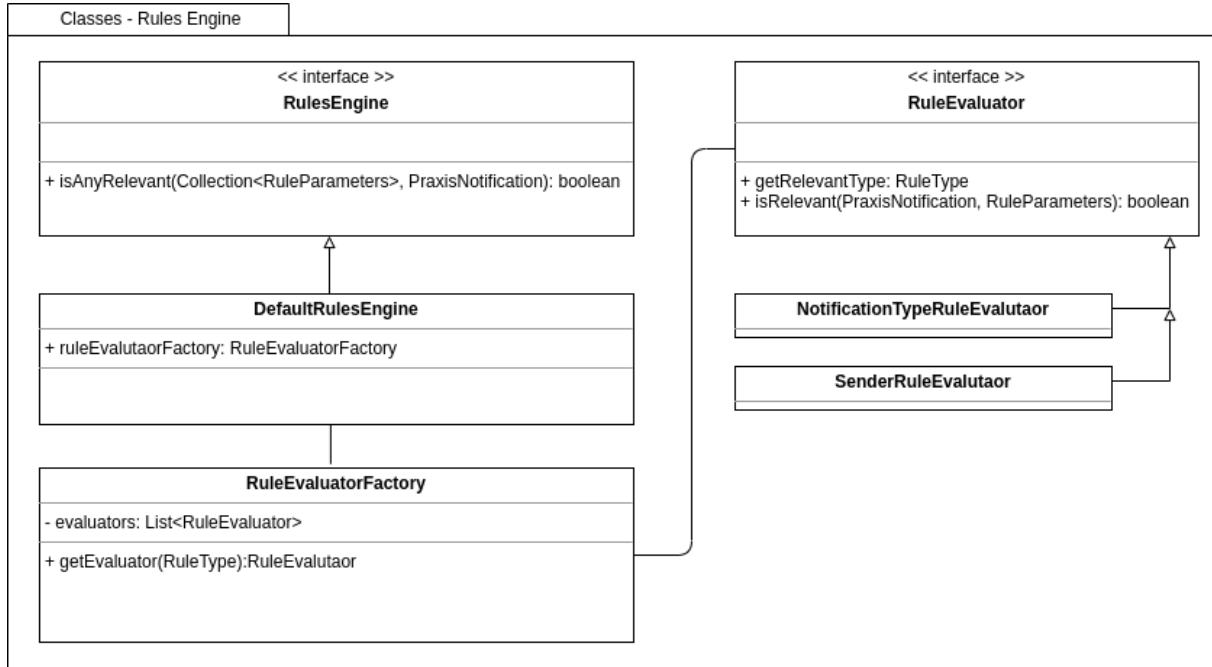 Classes - Rules Engine
<< interface >>
RulesEngine
+ isAnyRelevant(Collection<RuleParameters>, PraxisNotification): boolean
<< interface >>
RuleEvaluator
+ getRelevantType: RuleType
+ isRelevant(PraxisNotification, RuleParameters): boolean
DefaultRulesEngine
+ ruleEvalutaorFactory: RuleEvaluatorFactory
NotificationTypeRuleEvalutaor
SenderRuleEvalutaor
RuleEvaluatorFactory
- evaluators: List<RuleEvaluator>
+ getEvaluator(RuleType):RuleEvalutaor